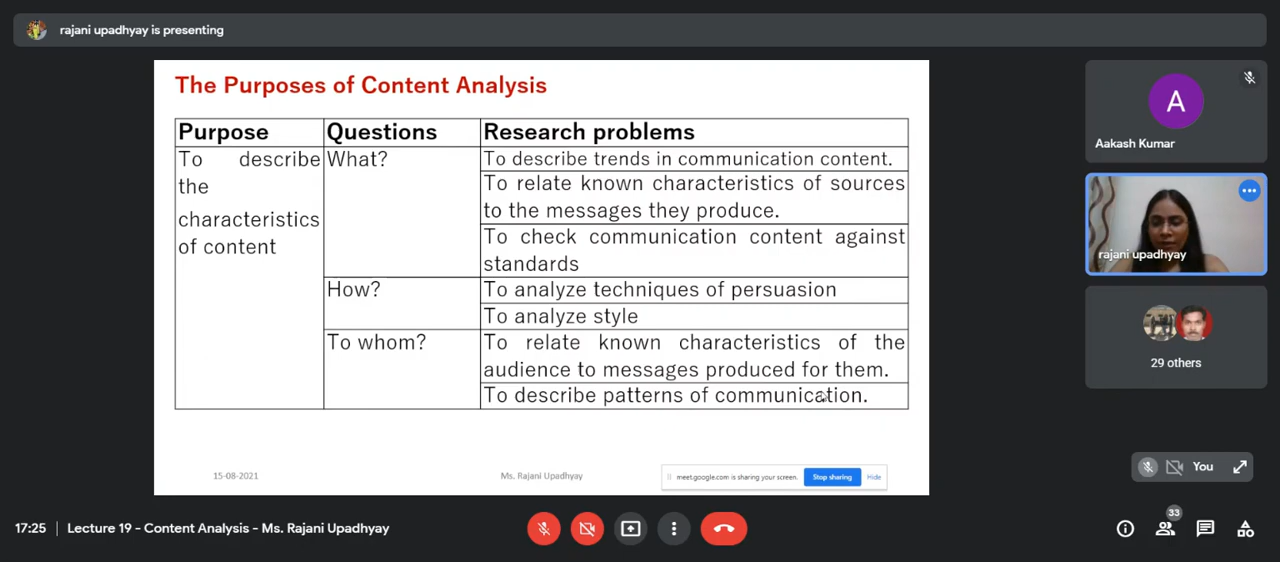 rajani upadhyay is presenting
The Purposes of Content Analysis
Purpose
Questions
Research problems
To describe
the
characteristics
of content
What?
To describe trends in communication content.
To relate known characteristics of sources
to the messages they produce.
To check communication content against
standards
How?
To analyze techniques of persuasion
To analyze style
To whom?
To relate known characteristics of the
audience to messages produced for them.
To describe patterns of communication.
15-08-2021
Ms. Rajani Upadhyay
meet.google.com is sharing your screen.
Stop sharing
Hide
A
Aakash Kumar
rajani upadhyay
29 others
You
17:25 | Lecture 19 - Content Analysis - Ms. Rajani Upadhyay
33